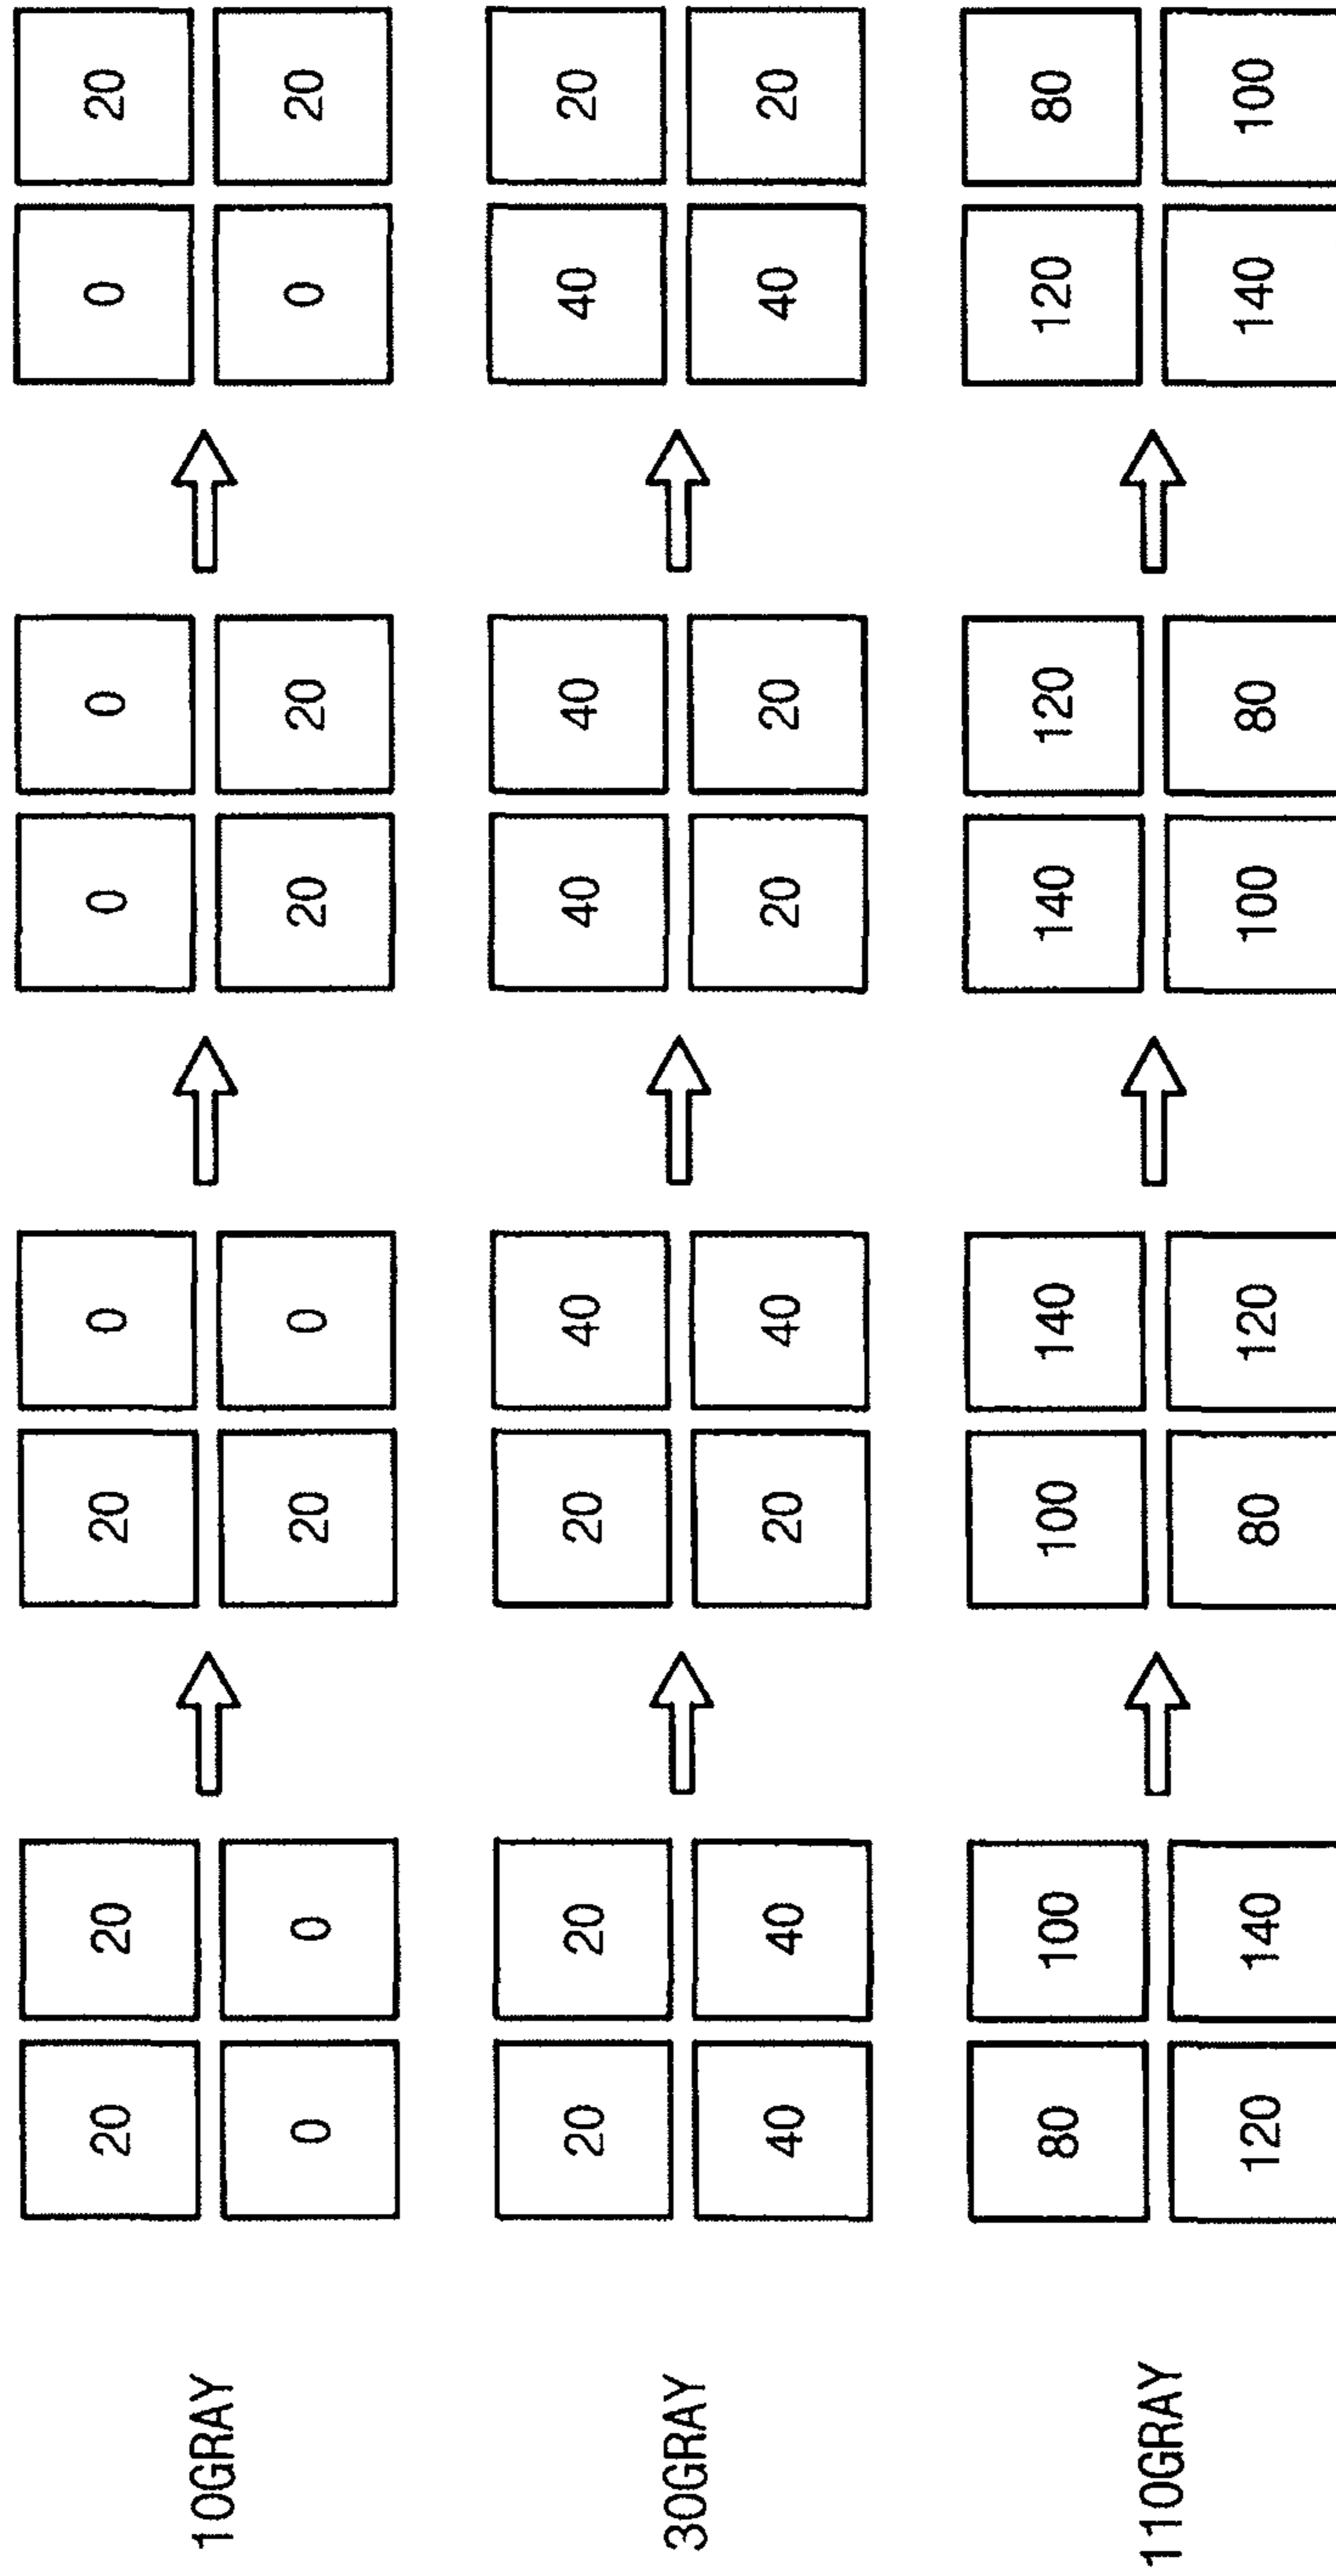 20 20 20 0 0 0 0 20
10GRAY
0 0 20 0 20 20 0 20
20 20 20 40 40 40 40 20
30GRAY
40 40 20 40 20 20 40 20
80 100 100 140 140 120 120 80
110GRAY
120 140 80 120 100 80 140 100